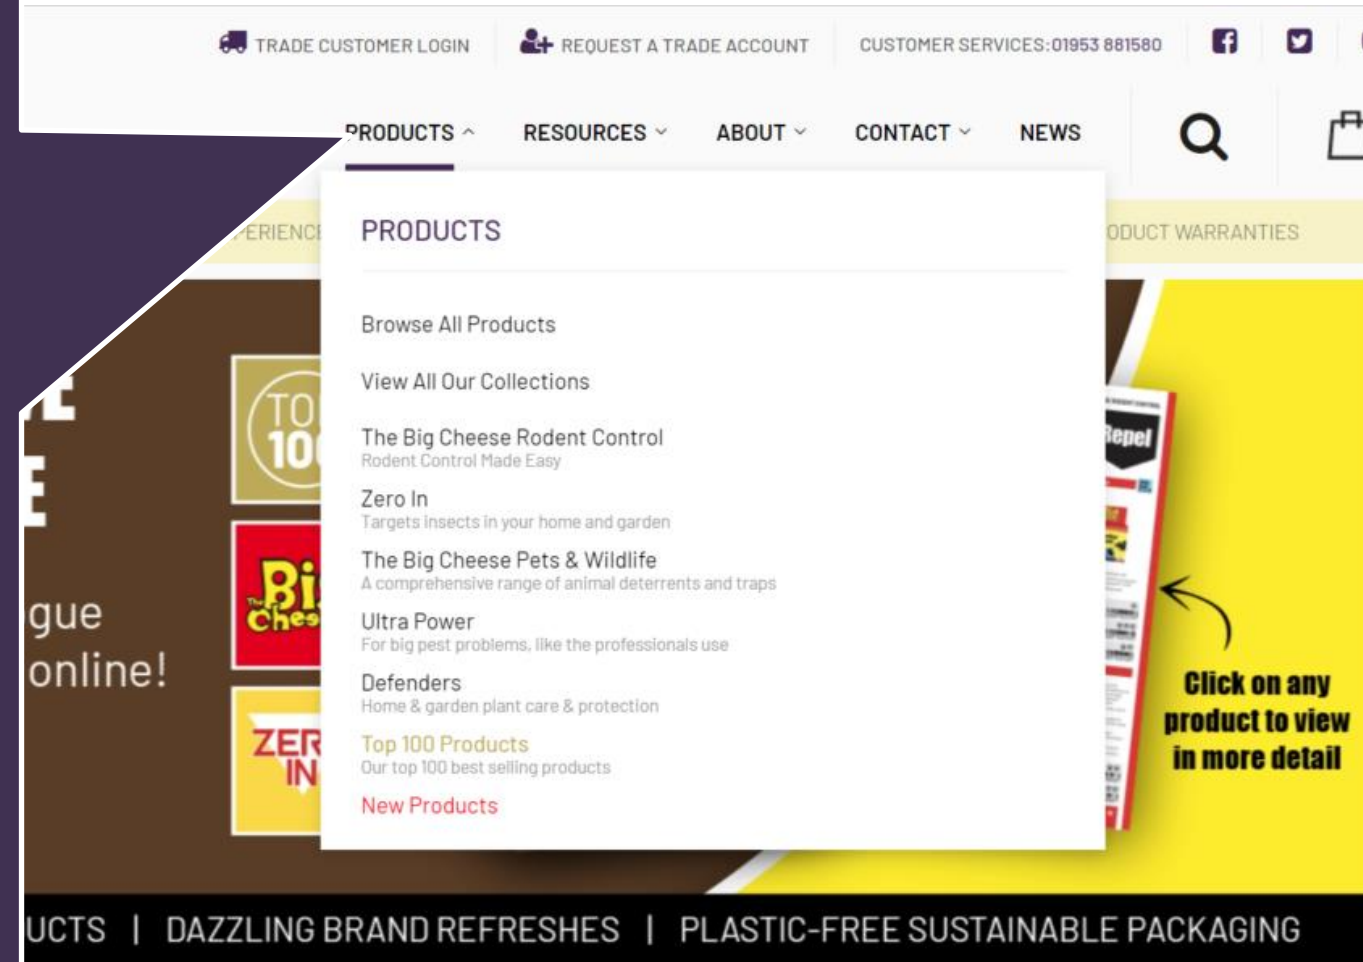 TRADE CUSTOMER LOGIN
REQUEST A TRADE ACCOUNT
CUSTOMER SERVICES: 01953 881580
PRODUCTS
RESOURCES
ABOUT
CONTACT
NEWS
PRODUCTS
WARRANTIES
Browse All Products
View All Our Collections
The Big Cheese Rodent Control
Rodent Control Made Easy
Zero In
Targets insects in your home and garden
The Big Cheese Pets & Wildlife
A comprehensive range of animal deterrents and traps
Ultra Power
For big pest problems, like the professionals use
Defenders
Home & garden plant care & protection
Top 100 Products
Our top 100 best selling products
New Products
online!
Repel
The
ZER
IN
Click on any
product to view
in more detail
UCTS | DAZZLING BRAND REFRESHES | PLASTIC-FREE SUSTAINABLE PACKAGING